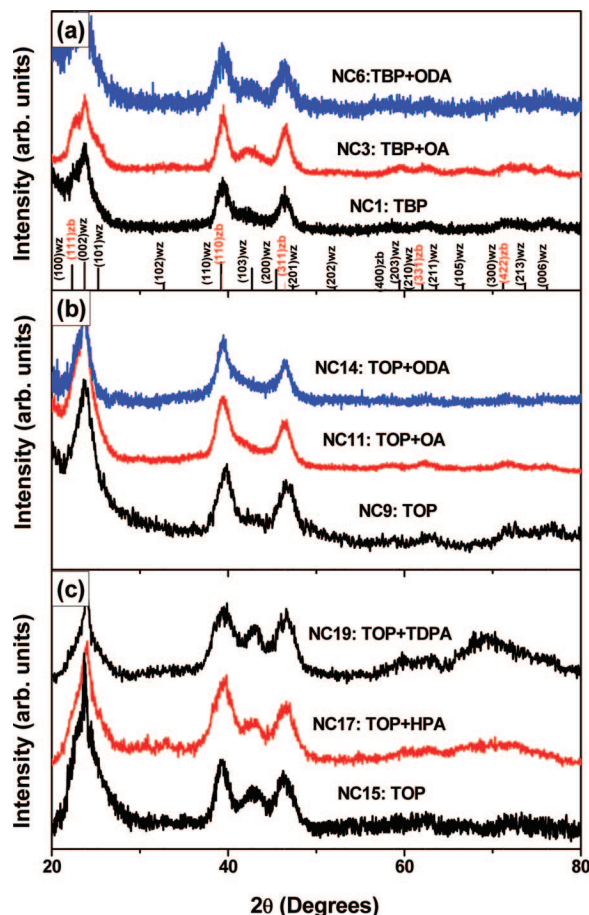 (a)
Intensity (arb. units)
NC6:TBP+ODA
NC3: TBP+OA
NC1: TBP
(100)wz
(111)zb
(002)wz
(101)wz
(102)wz
(110)wz
(110)zb
(103)wz
(200)wz
(311)zb
(201)wz
(202)wz
(400)zb
(203)wz
(210)wz
(331)zb
(211)wz
(105)wz
(300)wz
(422)zb
(213)wz
(006)wz
(b)
Intensity (arb. units)
NC14: TOP+ODA
NC11: TOP+OA
NC9: TOP
(c)
Intensity (arb. units)
NC19: TOP+TDPA
NC17: TOP+HPA
NC15: TOP
20 40 60 80
2θ (Degrees)